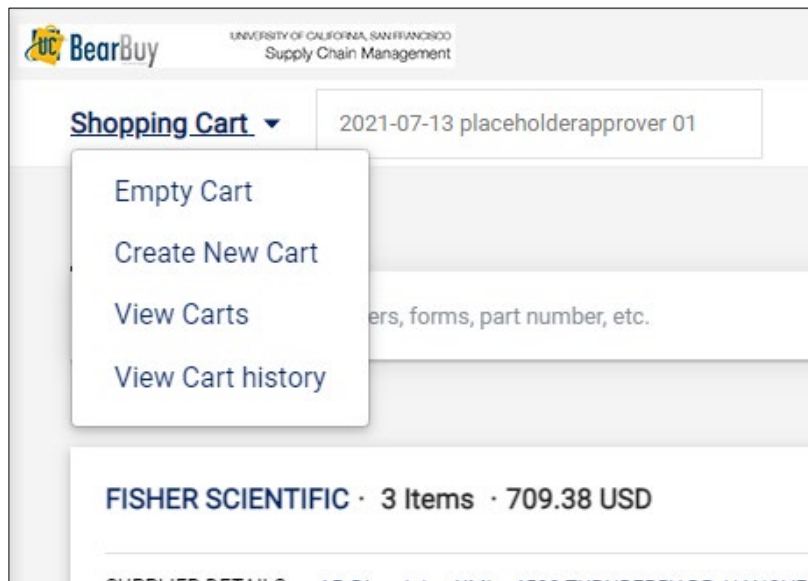 UC BearBuy
UNIVERSITY OF CALIFORNIA, SAN FRANCISCO
Supply Chain Management
Shopping Cart
2021-07-13 placeholderapprover 01
Empty Cart
Create New Cart
View Carts
ers, forms, part number, etc.
View Cart history
FISHER SCIENTIFIC · 3 Items · 709.38 USD
SUPPLIER DETAILS